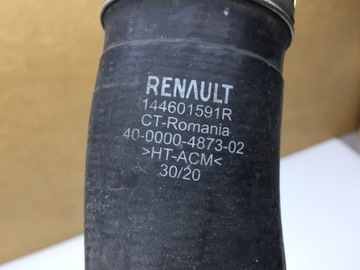 RENAULT
144601591R
CT-Romania
40-0000-4873-02
>HT-ACM<
30/20